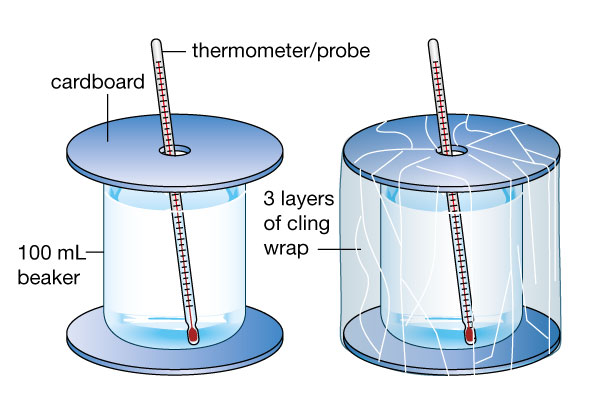 thermometer/probe
cardboard
100 mL
beaker
3 layers
of cling
wrap